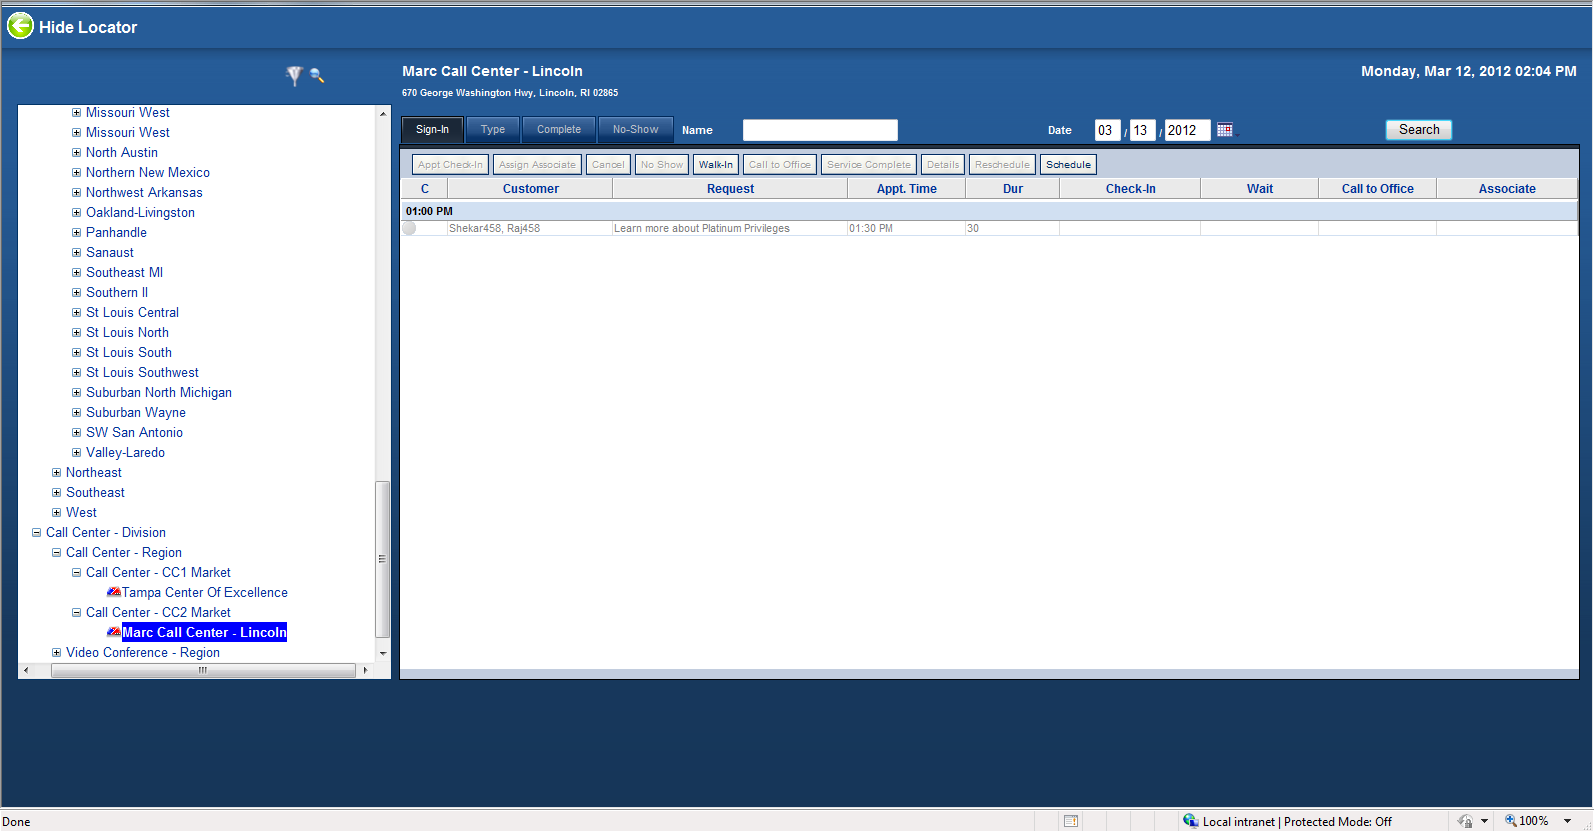 Hide Locator
Marc Call Center - Lincoln
Monday, Mar 12, 2012 02:04 PM
670 George Washington Hwy, Lincoln, RI 02865
Sign-In Type Complete No-Show Name Date 03 / 13 / 2012 Search
Appt Check-In Assign Associate Cancel No Show Walk-In Call to Office Service Complete Details Reschedule Schedule
C Customer Request Appt. Time Dur Check-In Wait Call to Office Associate
01:00 PM
Shekar458, Raj458 Learn more about Platinum Privileges 01:30 PM 30
Missouri West
Missouri West
North Austin
Northern New Mexico
Northwest Arkansas
Oakland-Livingston
Panhandle
Sanaust
Southeast MI
Southern Il
St Louis Central
St Louis North
St Louis South
St Louis Southwest
Suburban North Michigan
Suburban Wayne
SW San Antonio
Valley-Laredo
Northeast
Southeast
West
Call Center - Division
Call Center - Region
Call Center - CC1 Market
Tampa Center Of Excellence
Call Center - CC2 Market
Marc Call Center - Lincoln
Video Conference - Region
Done Local intranet | Protected Mode: Off 100%